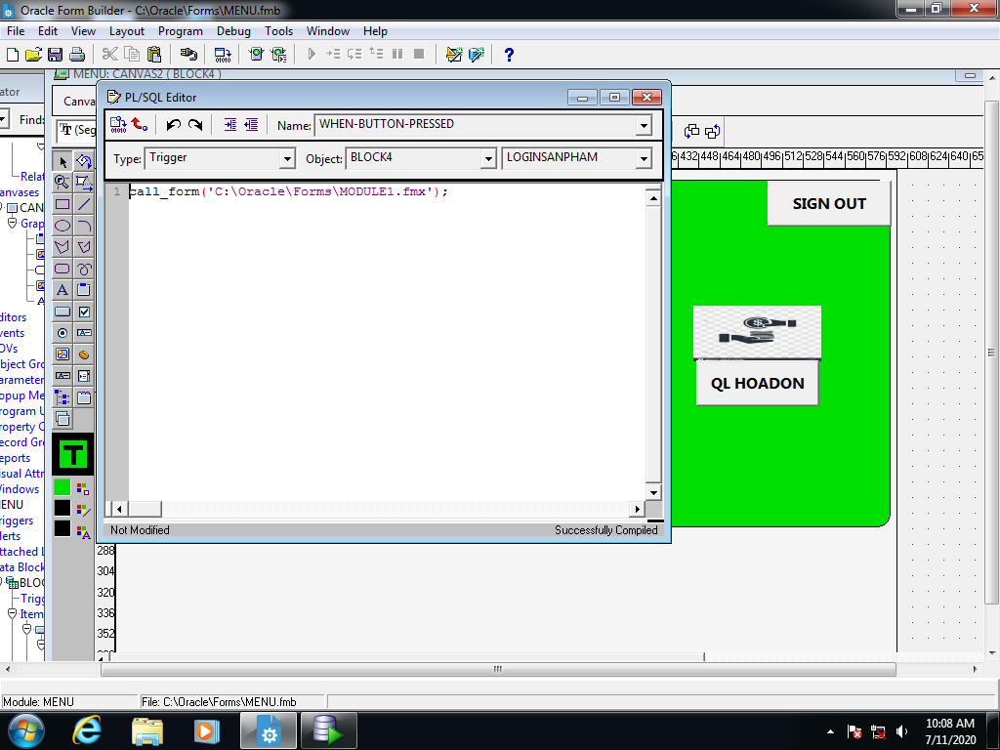 Oracle Form Builder - C:\Oracle\Forms\MENU.fmb
File Edit View Layout Program Debug Tools Window Help
MENU: CANVAS2 ( BLOCK4 )
Find:
Canva
(Seg
PL/SQL Editor
Name: WHEN-BUTTON-PRESSED
Type: Trigger Object: BLOCK4 LOGINSANPHAM
1 call_form('C:\Oracle\Forms\MODULE1.fmx');
Not Modified Successfully Compiled
432 448 464 480 496 512 528 544 560 576 592 608 624 640
SIGN OUT
QL HOADON
Relat
anvases
CAN
Grap
ditors
vents
OVs
bject Gro
arameter
opup Me
rogram U
roperty C
ecord Gro
eports
isual Attr
Windows
ENU
riggers
lerts
ttached L
ata Block
BLOC
Trigg
Item
288
304
320
336
352
Module: MENU File: C:\Oracle\Forms\MENU.fmb
10:08 AM
7/11/2020